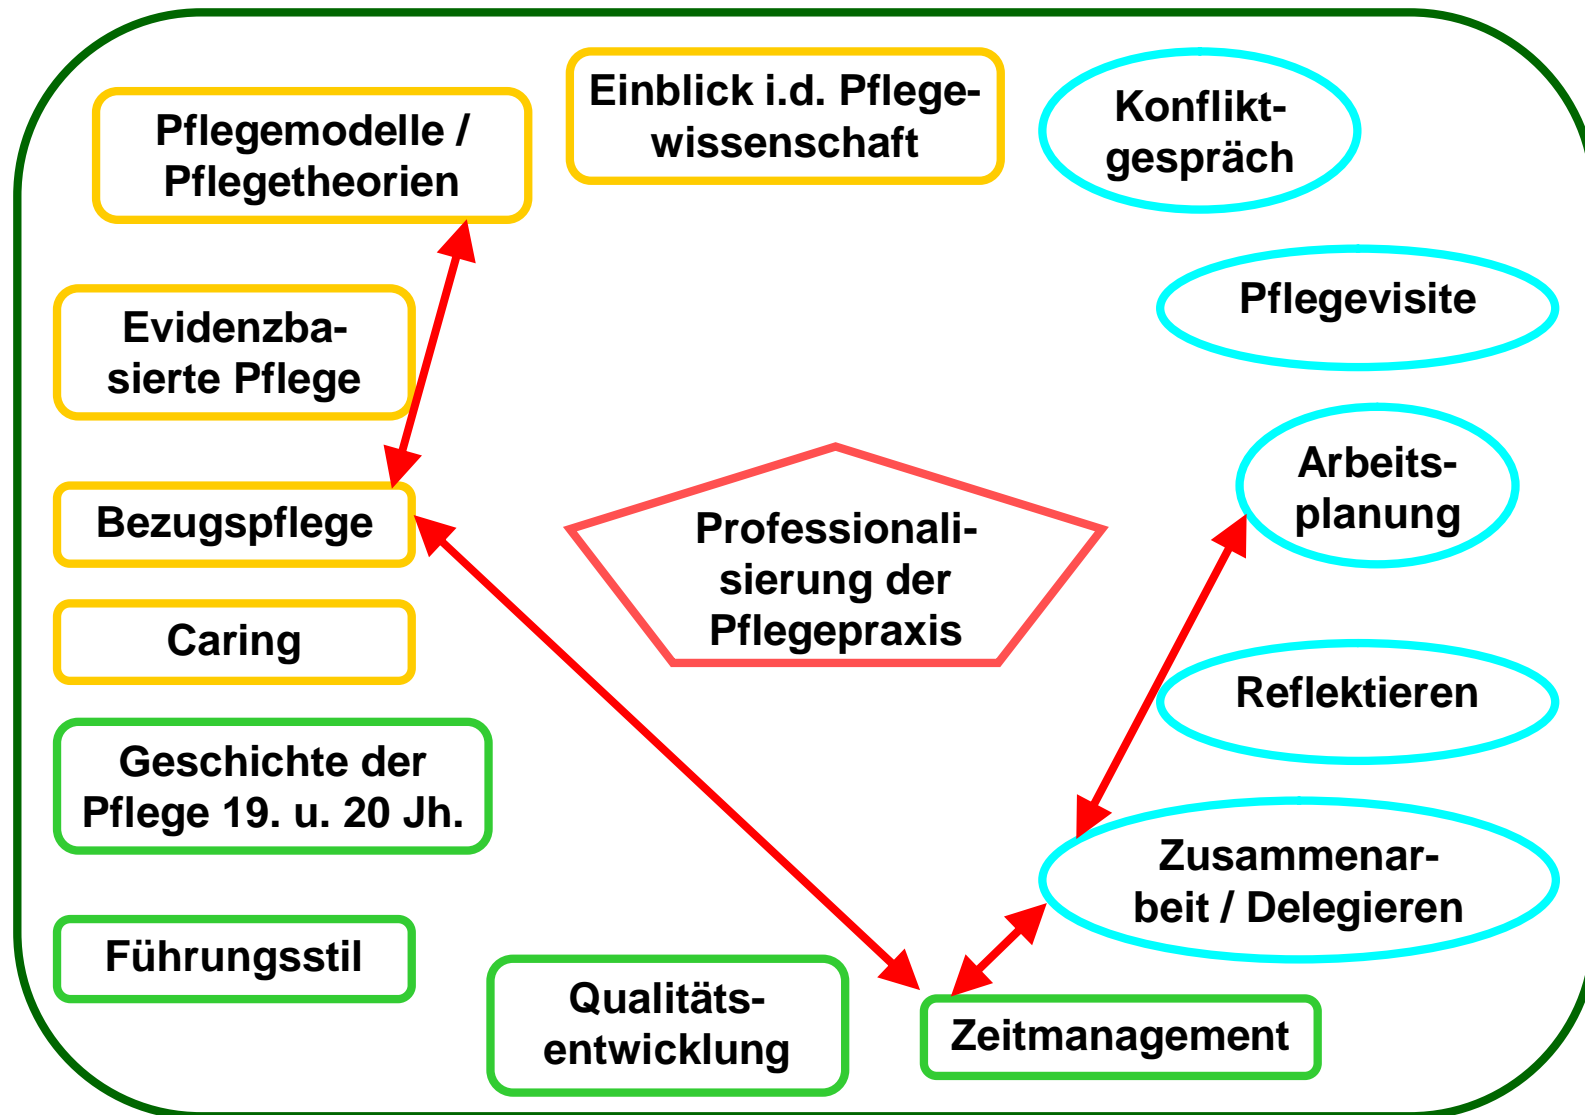 Pflegemodelle /
Pflegetheorien
Einblick i.d. Pflege-
wissenschaft
Konflikt-
gespräch
Pflegevisite
Evidenzba-
sierte Pflege
Arbeits-
planung
Bezugspflege
Professionali-
sierung der
Pflegepraxis
Caring
Reflektieren
Geschichte der
Pflege 19. u. 20 Jh.
Zusammenar-
beit / Delegieren
Führungsstil
Qualitäts-
entwicklung
Zeitmanagement